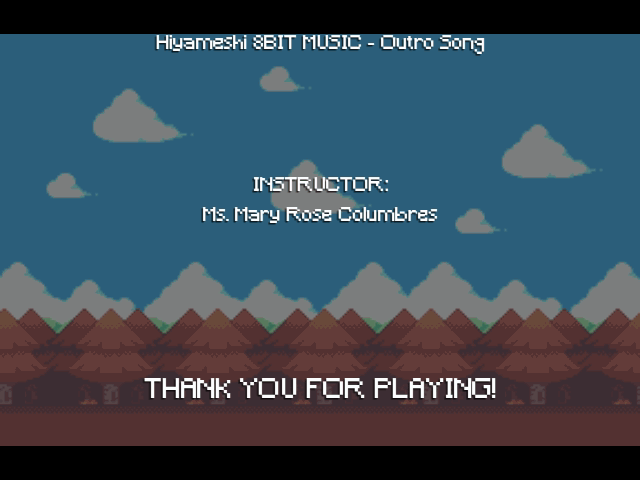 Hiyameshi 8BIT MUSIC - Outro Song
INSTRUCTOR:
Ms. Mary Rose Columbres
THANK YOU FOR PLAYING!